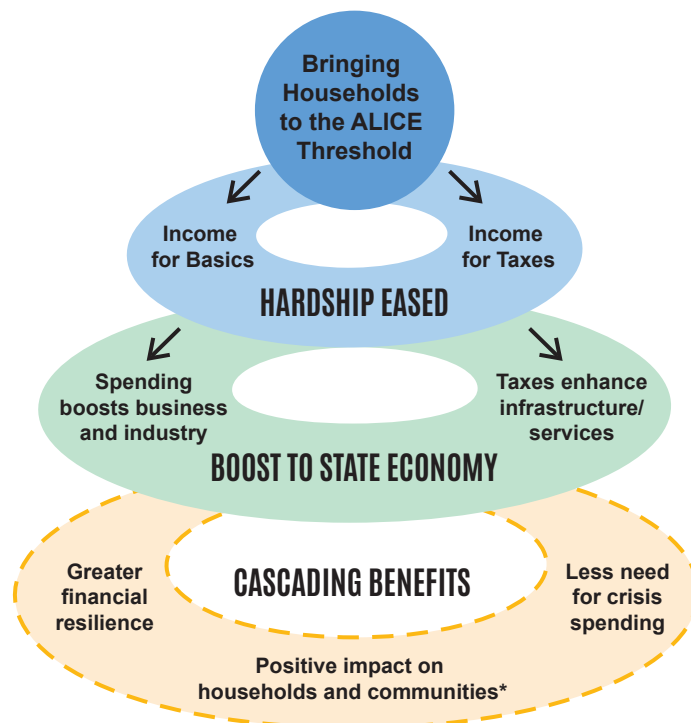 Bringing
Households
to the ALICE
Threshold
Income
for Basics
Income
for Taxes
HARDSHIP EASED
Spending
boosts business
and industry
Taxes enhance
infrastructure/
services
BOOST TO STATE ECONOMY
Greater
financial
resilience
CASCADING BENEFITS
Less need
for crisis
spending
Positive impact on
households and communities*